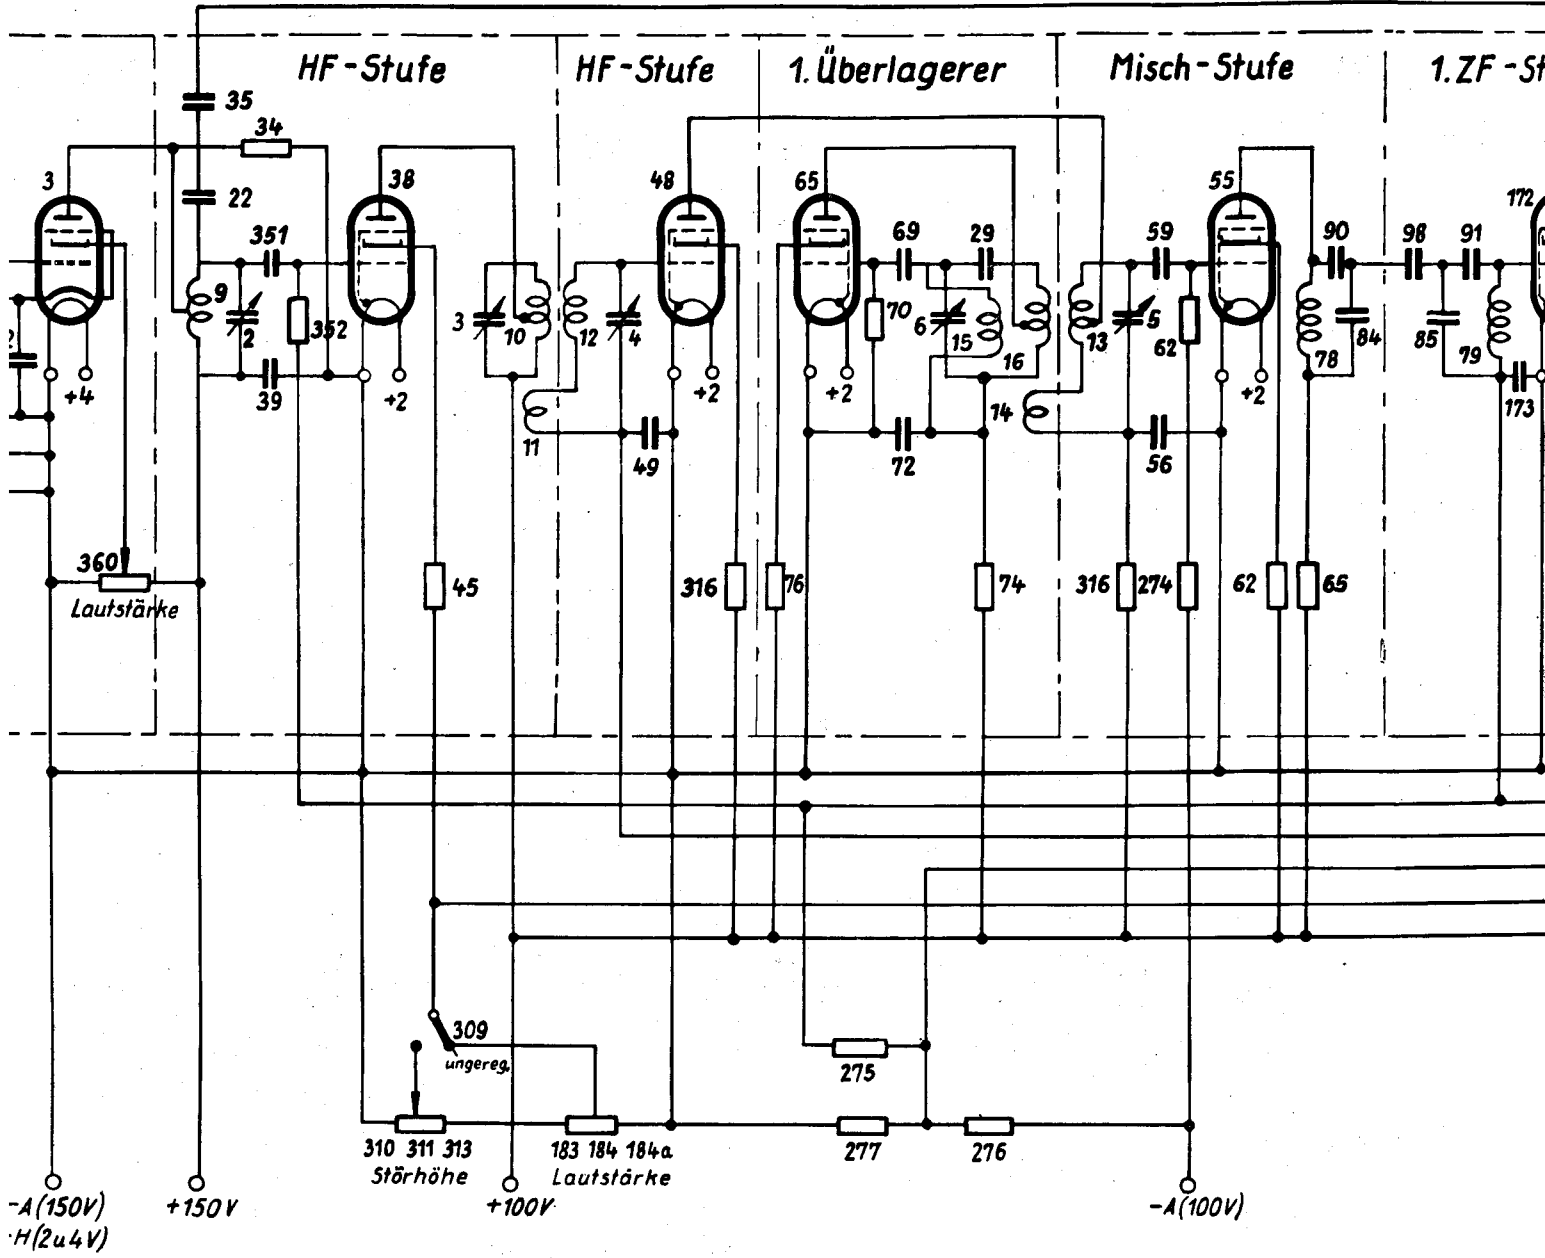 HF-Stufe HF-Stufe 1. Überlagerer Misch-Stufe 1. ZF-St
35
34
3 38 48 65 55 172
22
351 69 29 59 90 98 91
9
2 352 3 10 12 4 70 6 15 16 13 5 62 78 84 85 79
39
+4 +2 +2 +2 +2
11 14 173
49 72 56
360 45 316 76 74 316 274 62 65
Lautstärke
309
ungereg.
275
310 311 313 183 184 184a 277 276
Störhöhe Lautstärke
-A(150V) +150V +100V -A(100V)
-H(2u4V)